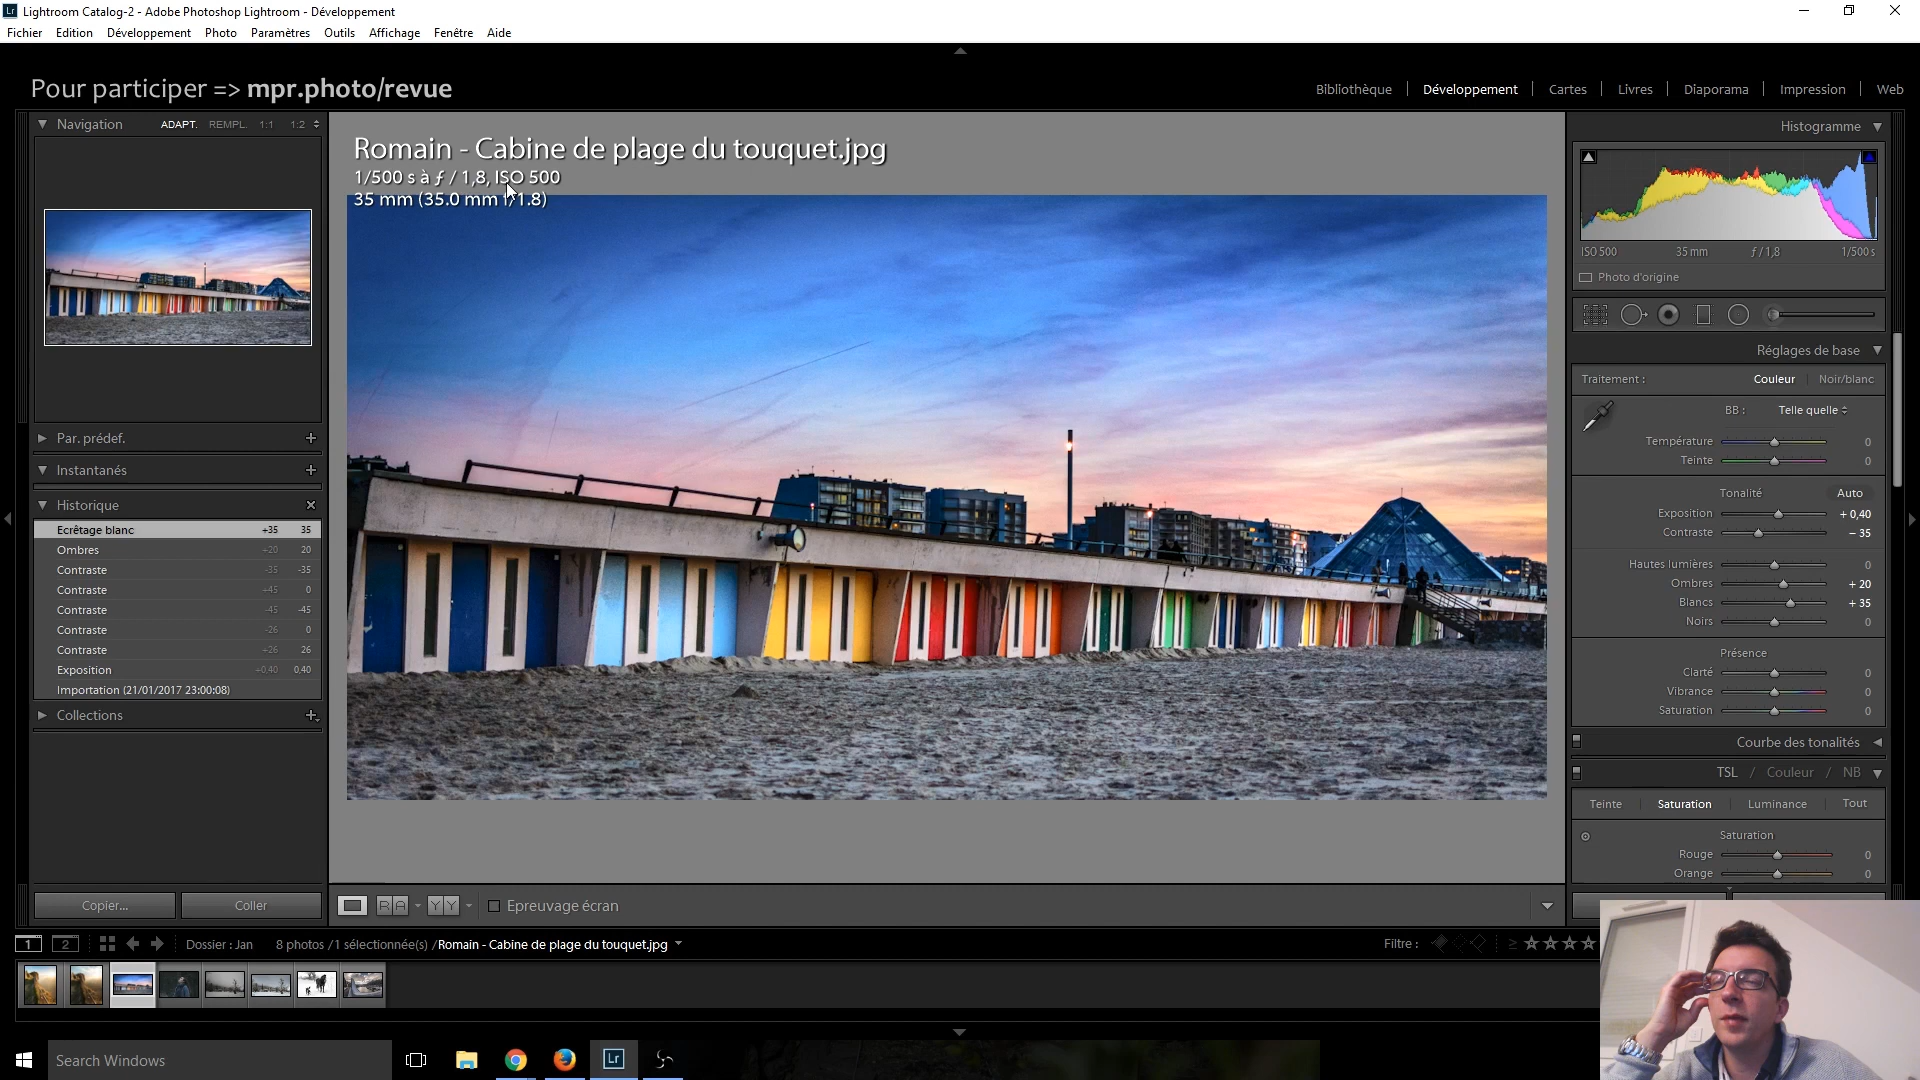 Lightroom Catalog-2 - Adobe Photoshop Lightroom - Développement
Fichier Edition Développement Photo Paramètres Outils Affichage Fenêtre Aide
Pour participer => mpr.photo/revue
Bibliothèque | Développement | Cartes | Livres | Diaporama | Impression | Web
Navigation ADAPT. REMPL. 1:1 1:2
Romain - Cabine de plage du touquet.jpg
1/500 s à ƒ / 1,8, ISO 500
35 mm (35.0 mm f/1.8)
Par. prédef.
Instantanés
Historique
Ecrêtage blanc +35 35
Ombres +20 20
Contraste -35 -35
Contraste +45 0
Contraste -45 -45
Contraste -26 0
Contraste +26 26
Exposition +0,40 0,40
Importation (21/01/2017 23:00:08)
Collections
Copier... Coller
Histogramme
ISO 500 35 mm ƒ / 1,8 1/500 s
Photo d'origine
Réglages de base
Traitement : Couleur | Noir/blanc
BB : Telle quelle
Température 0
Teinte 0
Tonalité Auto
Exposition + 0,40
Contraste – 35
Hautes lumières 0
Ombres + 20
Blancs + 35
Noirs 0
Présence
Clarté 0
Vibrance 0
Saturation 0
Courbe des tonalités
TSL / Couleur / NB
Teinte Saturation Luminance Tout
Saturation
Rouge 0
Orange 0
R A Y Y Epreuvage écran
1 2 Dossier : Jan 8 photos /1 sélectionnée(s) /Romain - Cabine de plage du touquet.jpg Filtre : ≥
Search Windows Lr